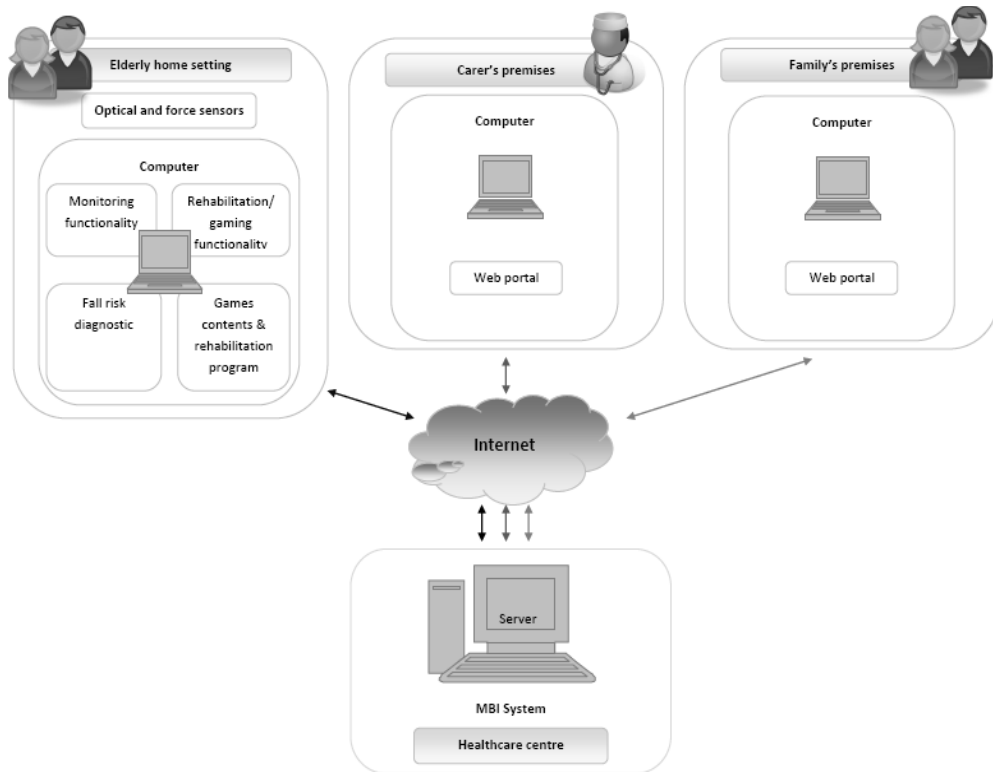 Elderly home setting
Optical and force sensors
Computer
Monitoring
functionality
Rehabilitation/
gaming
functionality
Fall risk
diagnostic
Games
contents &
rehabilitation
program
Carer's premises
Computer
Web portal
Family's premises
Computer
Web portal
Internet
Server
MBI System
Healthcare centre